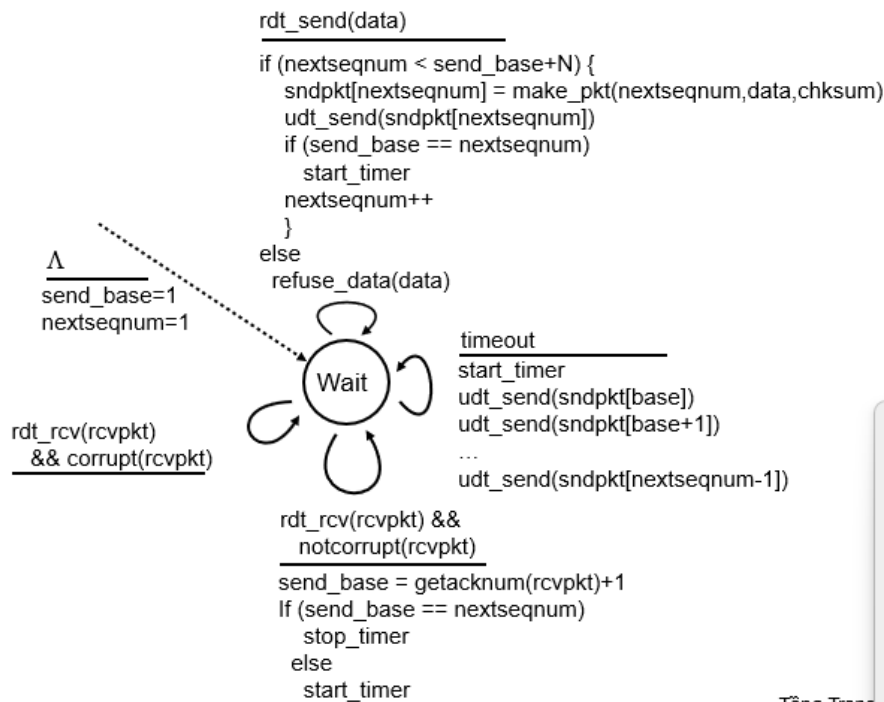 rdt_send(data)
if (nextseqnum < send_base+N) {
sndpkt[nextseqnum] = make_pkt(nextseqnum,data,chksum)
udt_send(sndpkt[nextseqnum])
if (send_base == nextseqnum)
start_timer
nextseqnum++
}
else
refuse_data(data)
Λ
send_base=1
nextseqnum=1
Wait
timeout
start_timer
udt_send(sndpkt[base])
udt_send(sndpkt[base+1])
...
udt_send(sndpkt[nextseqnum-1])
rdt_rcv(rcvpkt)
&& corrupt(rcvpkt)
rdt_rcv(rcvpkt) &&
notcorrupt(rcvpkt)
send_base = getacknum(rcvpkt)+1
If (send_base == nextseqnum)
stop_timer
else
start_timer